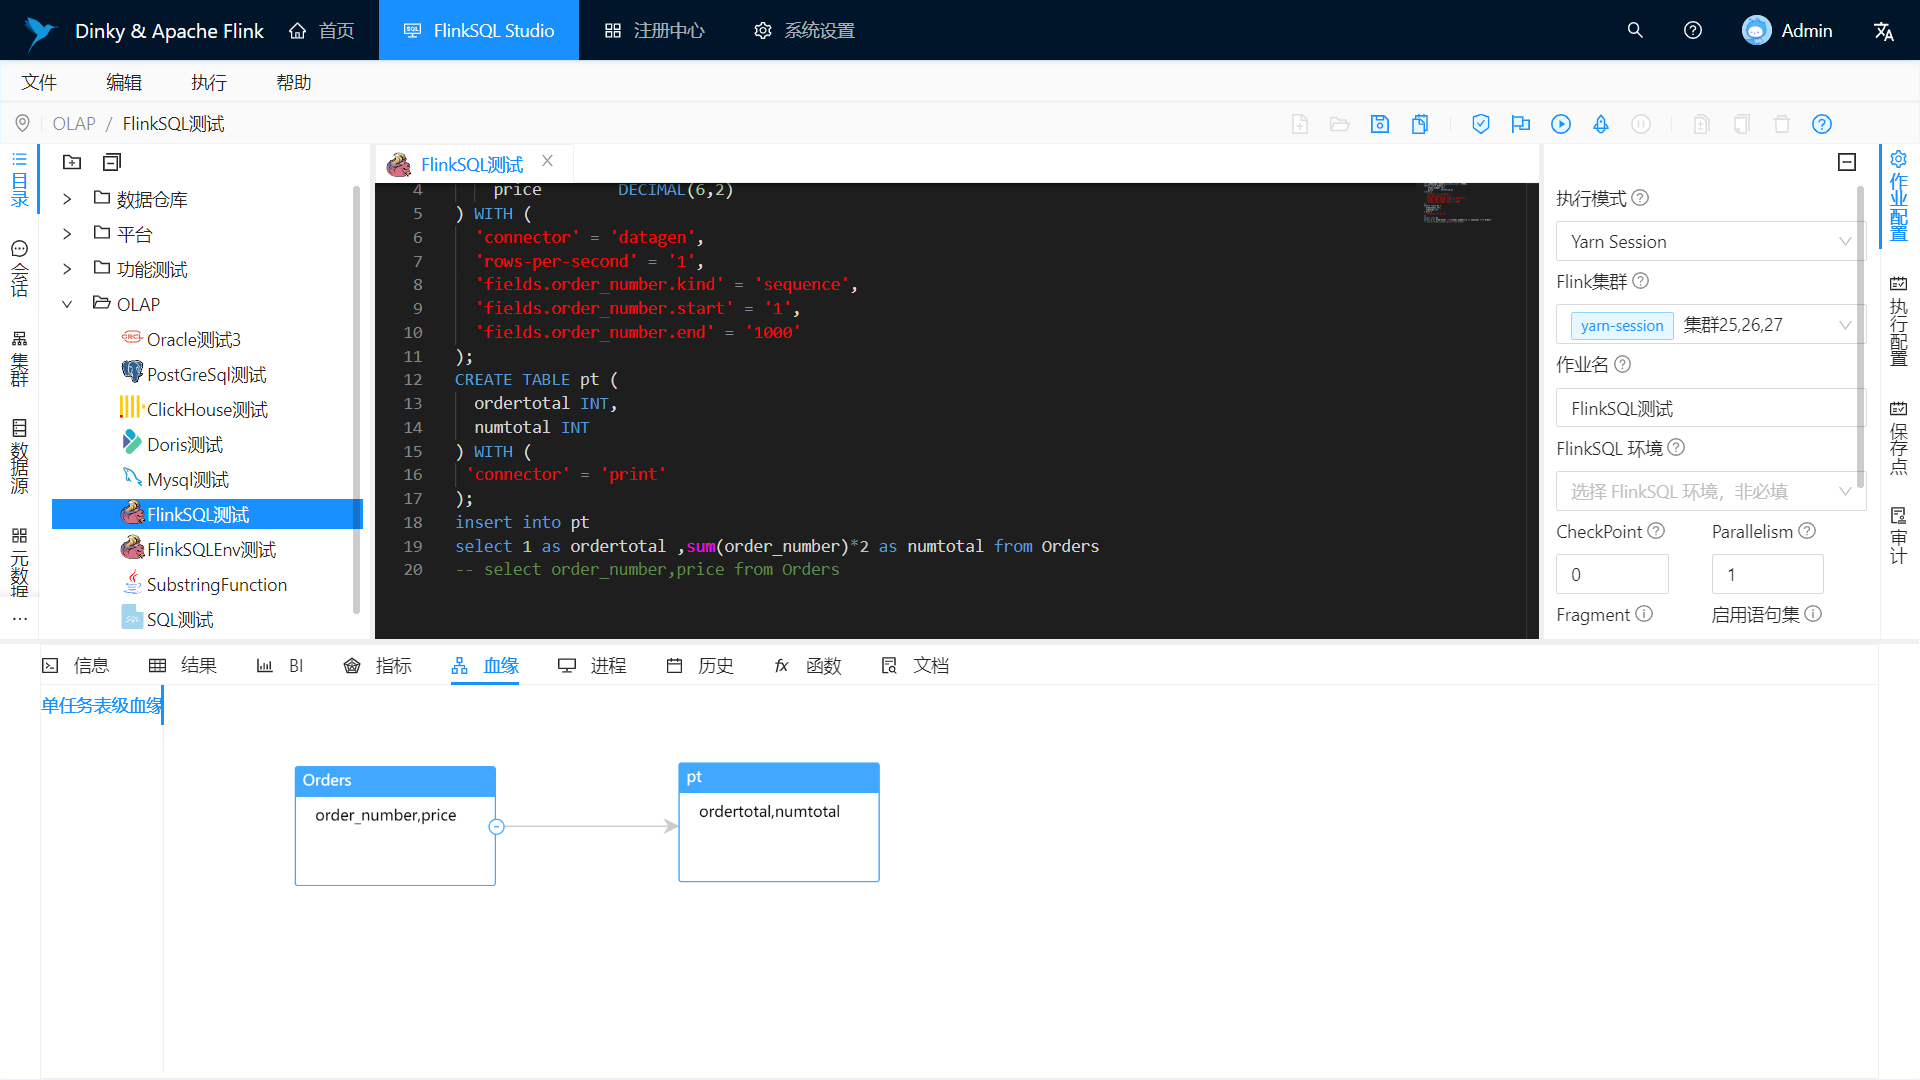 Dinky & Apache Flink 首页 FlinkSQL Studio 注册中心 系统设置 Admin
文件 编辑 执行 帮助
OLAP / FlinkSQL测试
目录
会话
集群
数据源
元数据
...
数据仓库
平台
功能测试
OLAP
Oracle测试3
PostGreSql测试
ClickHouse测试
Doris测试
Mysql测试
FlinkSQL测试
FlinkSQLEnv测试
SubstringFunction
SQL测试
FlinkSQL测试
4 price DECIMAL(6,2)
5 ) WITH (
6 'connector' = 'datagen',
7 'rows-per-second' = '1',
8 'fields.order_number.kind' = 'sequence',
9 'fields.order_number.start' = '1',
10 'fields.order_number.end' = '1000'
11 );
12 CREATE TABLE pt (
13 ordertotal INT,
14 numtotal INT
15 ) WITH (
16 'connector' = 'print'
17 );
18 insert into pt
19 select 1 as ordertotal ,sum(order_number)*2 as numtotal from Orders
20 -- select order_number,price from Orders
执行模式
Yarn Session
Flink集群
yarn-session 集群25,26,27
作业名
FlinkSQL测试
FlinkSQL 环境
选择 FlinkSQL 环境，非必填
CheckPoint Parallelism
0 1
Fragment 启用语句集
作业配置
执行配置
保存点
审计
信息 结果 BI 指标 血缘 进程 历史 函数 文档
单任务表级血缘
Orders
order_number,price
pt
ordertotal,numtotal